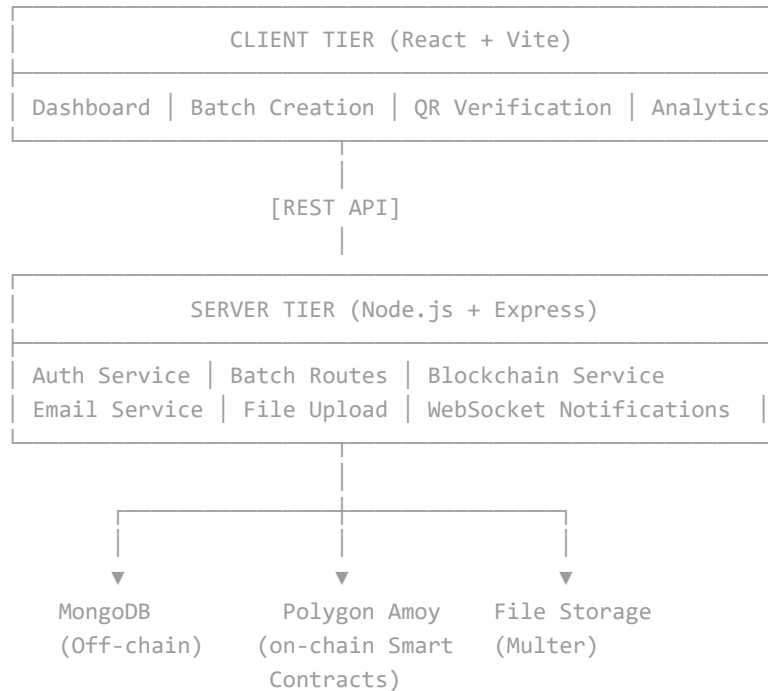 CLIENT TIER (React + Vite)
Dashboard │ Batch Creation │ QR Verification │ Analytics
[REST API]
SERVER TIER (Node.js + Express)
Auth Service │ Batch Routes │ Blockchain Service
Email Service │ File Upload │ WebSocket Notifications
MongoDB Polygon Amoy File Storage
(Off-chain) (on-chain Smart (Multer)
Contracts)